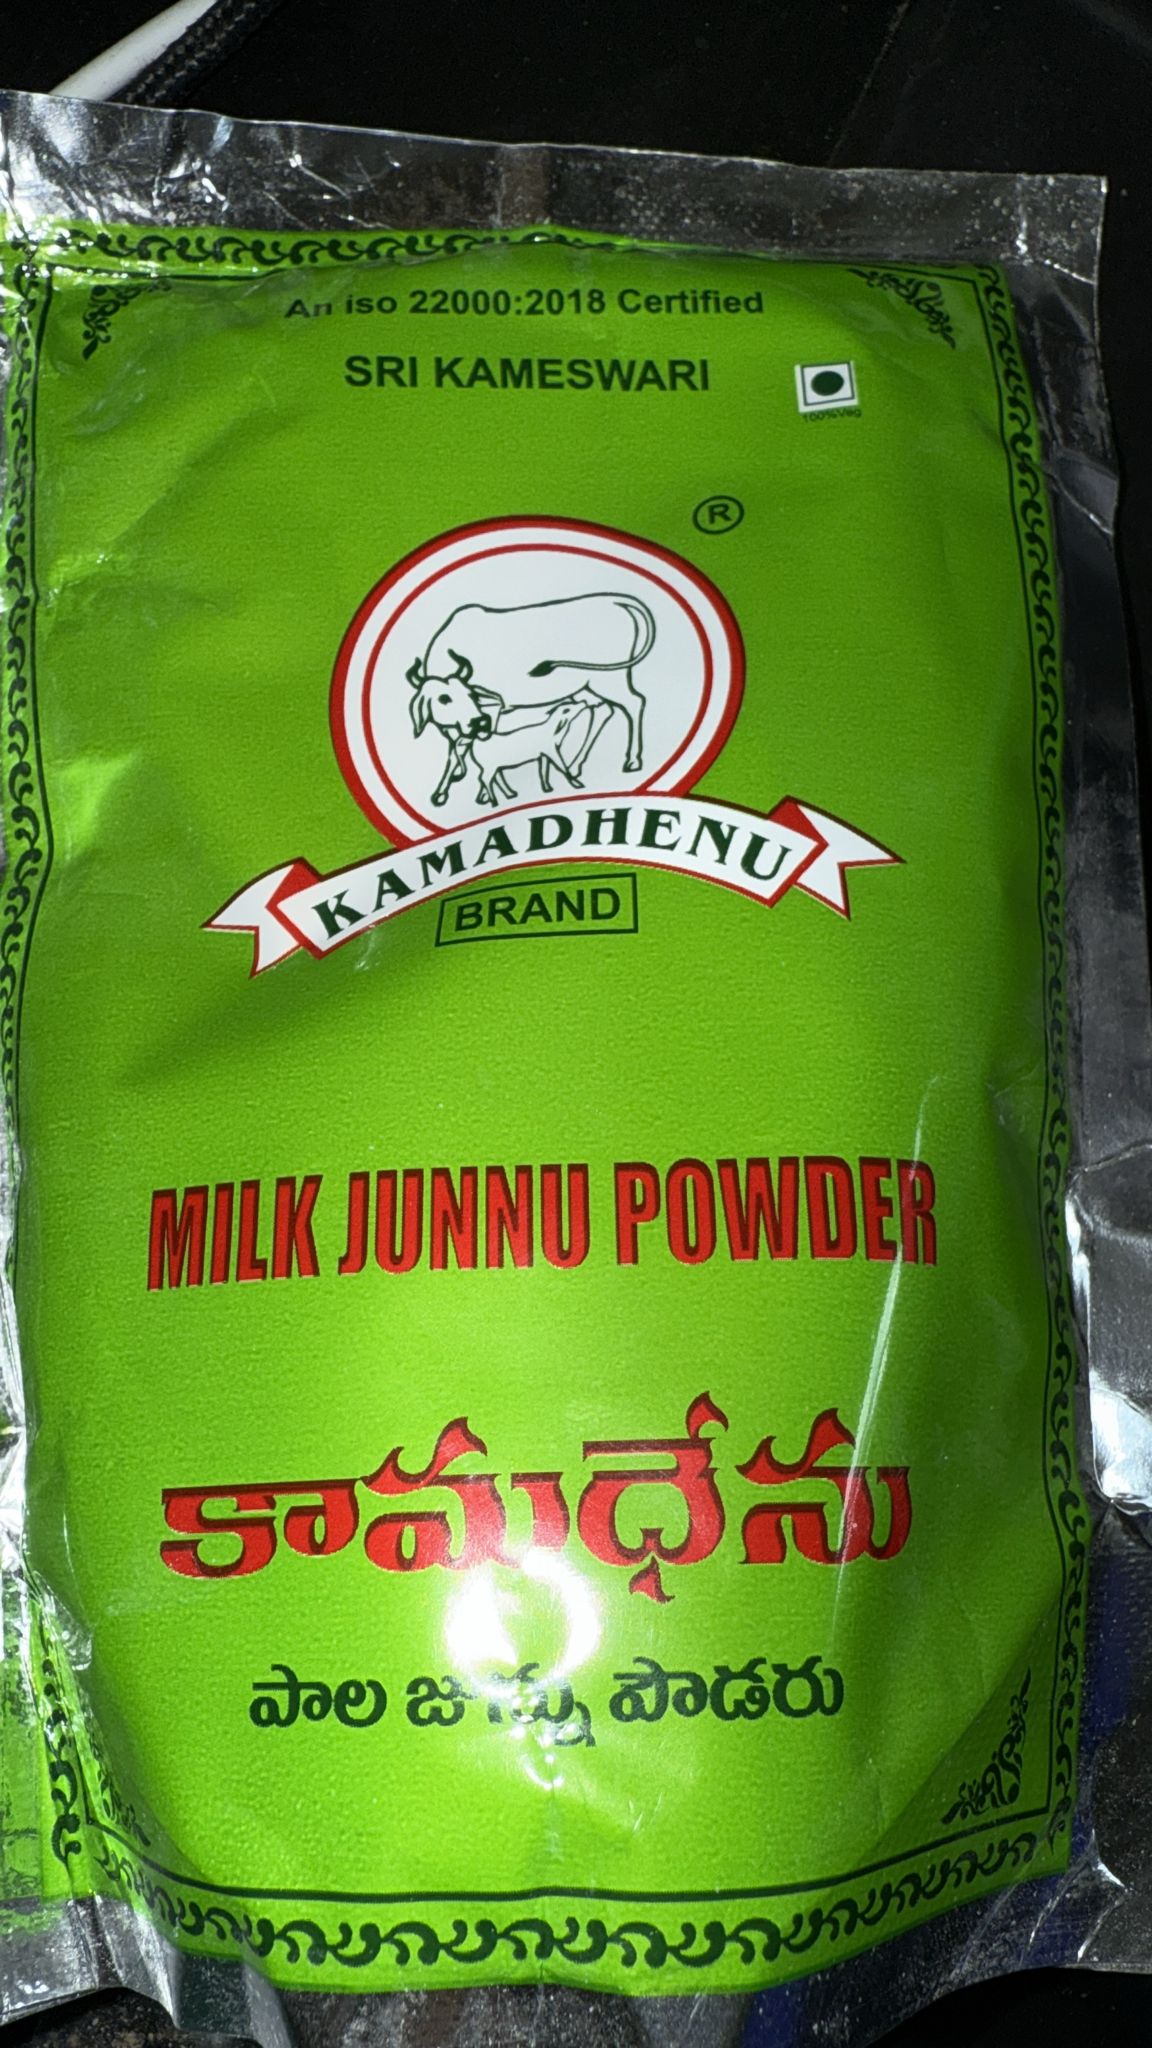 An iso 22000:2018 Certified
SRI KAMESWARI
100%Veg
®
KAMADHENU
BRAND
MILK JUNNU POWDER
కామధేను
పాల జున్ను పౌడరు